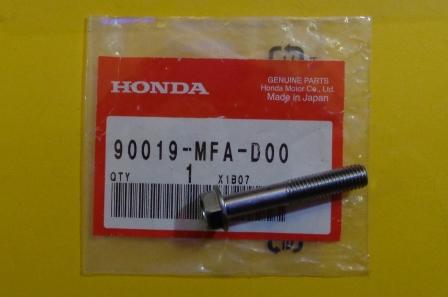 HONDA
GENUINE PARTS
Honda Motor Co., Ltd.
Made in Japan
90019-MFA-D00
QTY 1 X1B07